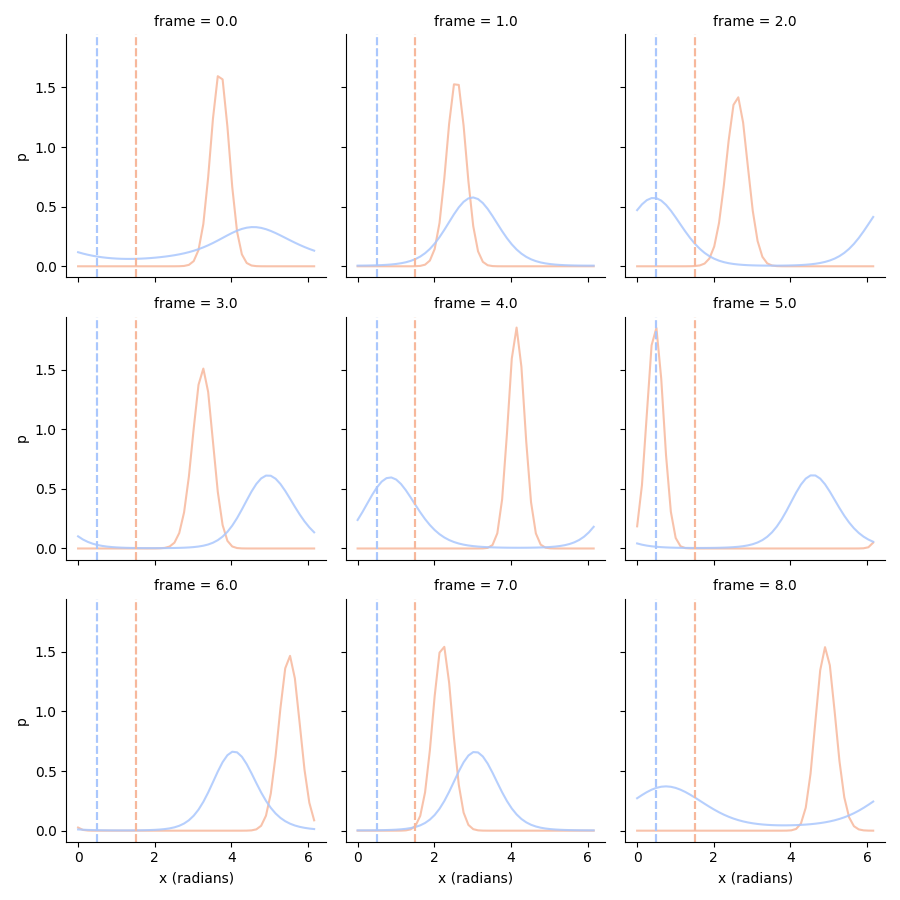 frame = 0.0 frame = 1.0 frame = 2.0
1.5
1.0
0.5
0.0
p
frame = 3.0 frame = 4.0 frame = 5.0
1.5
1.0
0.5
0.0
p
frame = 6.0 frame = 7.0 frame = 8.0
1.5
1.0
0.5
0.0
p
0 2 4 6 0 2 4 6 0 2 4 6
x (radians) x (radians) x (radians)